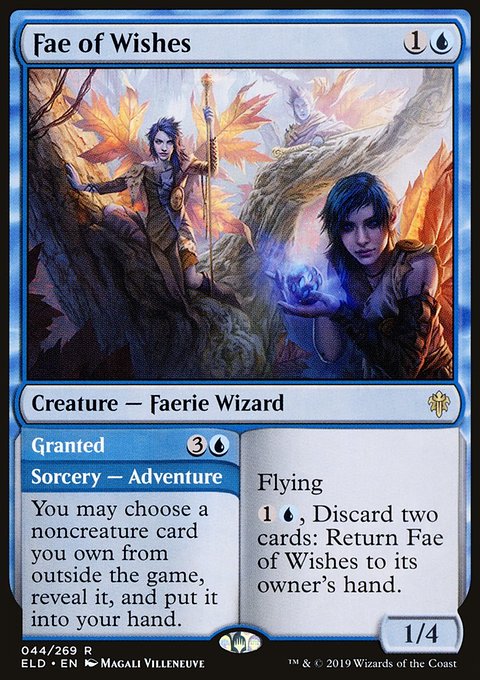 Fae of Wishes 1
Creature — Faerie Wizard
Granted 3
Sorcery — Adventure
You may choose a
noncreature card
you own from
outside the game,
reveal it, and put it
into your hand.
Flying
1 , Discard two
cards: Return Fae
of Wishes to its
owner's hand.
1/4
044/269 R
ELD • EN MAGALI VILLENEUVE
™ & © 2019 Wizards of the Coast